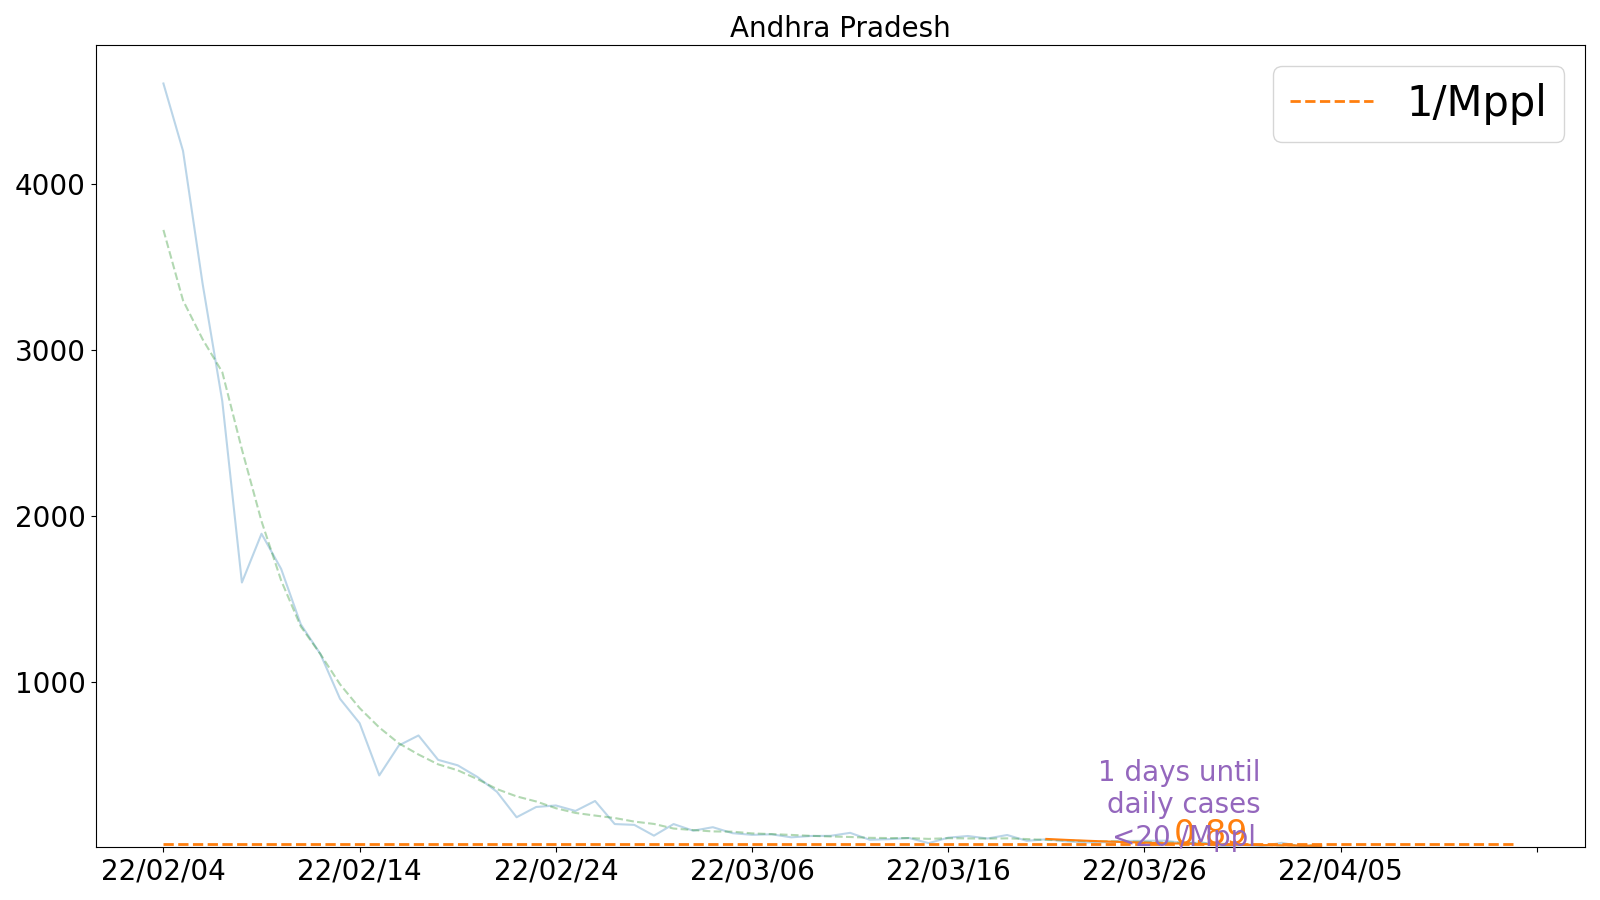 Andhra Pradesh
1/Mppl
4000
3000
2000
1000
1 days until
daily cases
<20 /Mppl
0.89
22/02/04 22/02/14 22/02/24 22/03/06 22/03/16 22/03/26 22/04/05